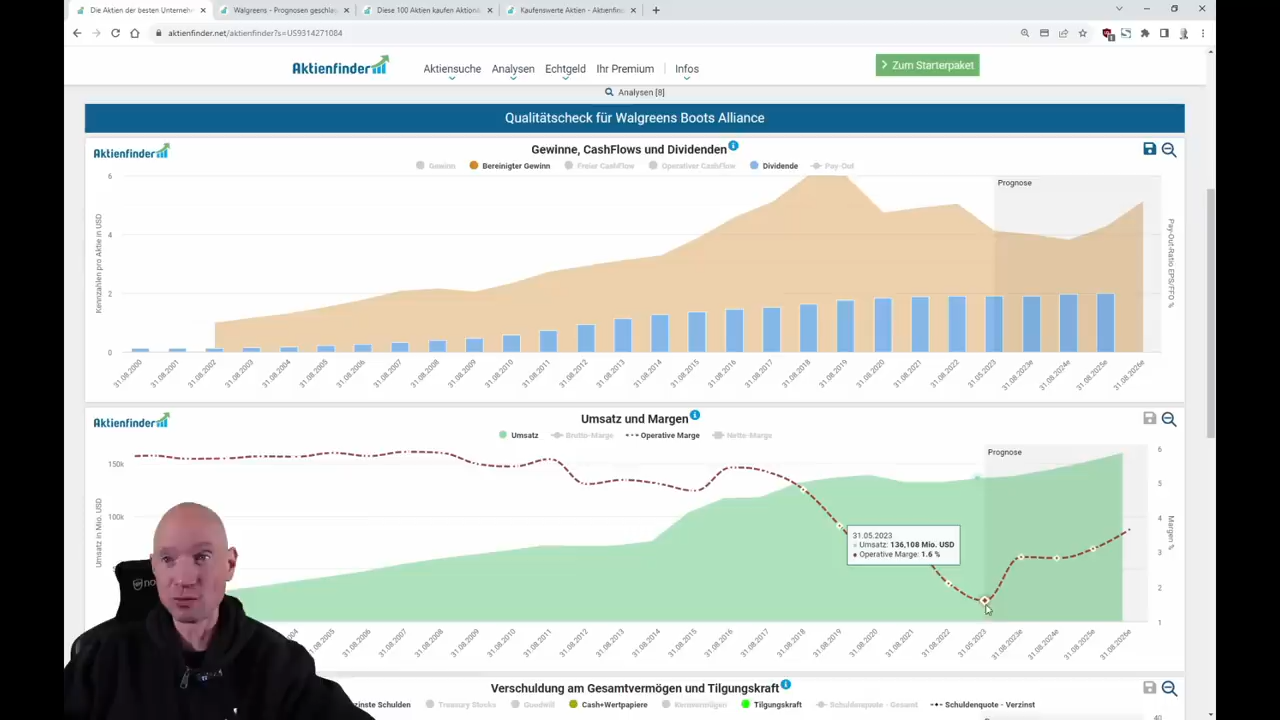 Die Aktien der besten Unterneh
Walgreens - Prognosen geschla
Diese 100 Aktien kaufen AktionÄ
Kaufenswerte Aktien - Aktienfin
aktienfinder.net/aktienfinder?s=US9314271084
Aktienfinder
Aktiensuche
Analysen
Echtgeld
Ihr Premium
Infos
Zum Starterpaket
Analysen [8]
Qualitätscheck für Walgreens Boots Alliance
Aktienfinder
Gewinne, CashFlows und Dividenden
Gewinn
Bereinigter Gewinn
Freier CashFlow
Operativer CashFlow
Dividende
Pay-Out
Prognose
Kennzahlen pro Aktie in USD
6
4
2
0
Pay-Out-Ratio EPS/FFO %
31.08.2000
31.08.2001
31.08.2002
31.08.2003
31.08.2004
31.08.2005
31.08.2006
31.08.2007
31.08.2008
31.08.2009
31.08.2010
31.08.2011
31.08.2012
31.08.2013
31.08.2014
31.08.2015
31.08.2016
31.08.2017
31.08.2018
31.08.2019
31.08.2020
31.08.2021
31.08.2022
31.05.2023
31.08.2023e
31.08.2024e
31.08.2025e
31.08.2026e
Aktienfinder
Umsatz und Margen
Umsatz
Brutto-Marge
Operative Marge
Netto-Marge
Prognose
Umsatz in Mio. USD
150k
100k
6
5
4
3
2
1
Margen %
31.05.2023
Umsatz: 136,108 Mio. USD
Operative Marge: 1.6 %
31.08.2005
31.08.2006
31.08.2007
31.08.2008
31.08.2009
31.08.2010
31.08.2011
31.08.2012
31.08.2013
31.08.2014
31.08.2015
31.08.2016
31.08.2017
31.08.2018
31.08.2019
31.08.2020
31.08.2021
31.08.2022
31.05.2023
31.08.2023e
31.08.2024e
31.08.2025e
31.08.2026e
Verschuldung am Gesamtvermögen und Tilgungskraft
Schulden
Treasury Stocks
Goodwill
Cash+Wertpapiere
Kernvermögen
Tilgungskraft
Schuldenquote - Gesamt
Schuldenquote - Verzinst
40